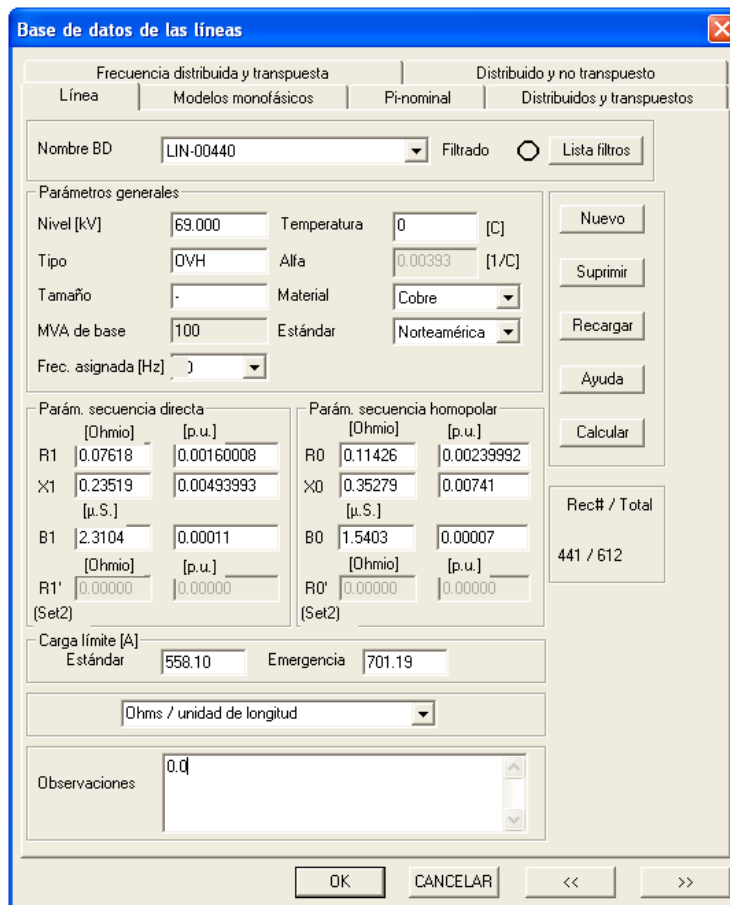 Base de datos de las líneas
Frecuencia distribuida y transpuesta
Distribuido y no transpuesto
Línea
Modelos monofásicos
Pi-nominal
Distribuidos y transpuestos
Nombre BD LIN-00440 Filtrado Lista filtros
Parámetros generales
Nivel [kV] 69.000 Temperatura 0 [C]
Tipo OVH Alfa 0.00393 [1/C]
Tamaño - Material Cobre
MVA de base 100 Estándar Norteamérica
Frec. asignada [Hz]
Nuevo
Suprimir
Recargar
Ayuda
Calcular
Parám. secuencia directa
[Ohmio] [p.u.]
R1 0.07618 0.00160008
X1 0.23519 0.00493993
[µ.S.]
B1 2.3104 0.00011
[Ohmio] [p.u.]
R1' 0.00000 0.00000
(Set2)
Parám. secuencia homopolar
[Ohmio] [p.u.]
R0 0.11426 0.00239992
X0 0.35279 0.00741
[µ.S.]
B0 1.5403 0.00007
[Ohmio] [p.u.]
R0' 0.00000 0.00000
(Set2)
Rec# / Total
441 / 612
Carga límite [A]
Estándar 558.10 Emergencia 701.19
Ohms / unidad de longitud
Observaciones 0.0
OK CANCELAR << >>